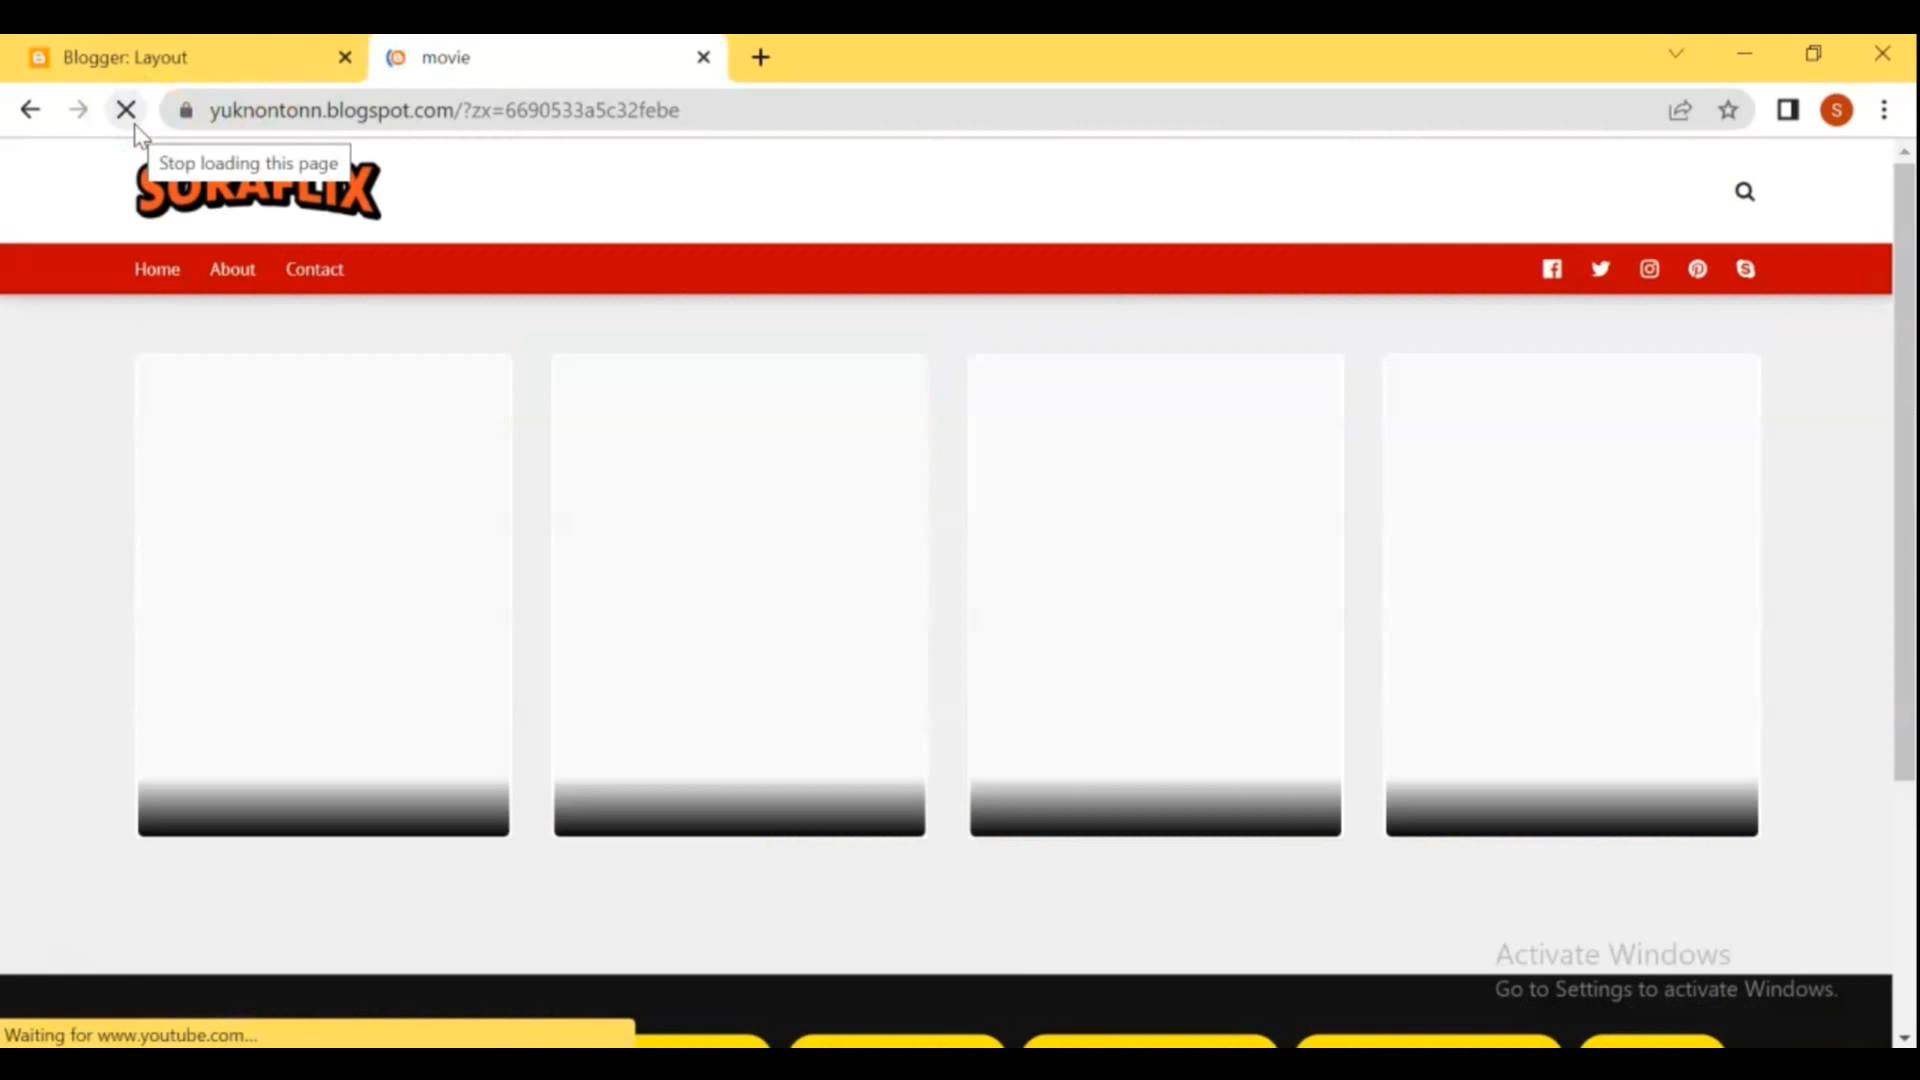 Blogger: Layout
movie
yuknontonn.blogspot.com/?zx=6690533a5c32febe
S
Stop loading this page
SURAFLIX
Home About Contact
Activate Windows
Go to Settings to activate Windows.
Waiting for www.youtube.com...